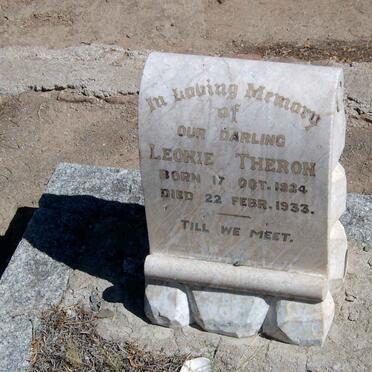 In Loving Memory
of
OUR DARLING
LEONIE THERON
BORN 17 OCT. 1924
DIED 22 FEBR. 1933.
TILL WE MEET.